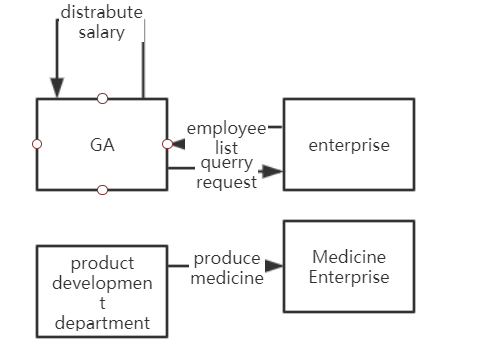 distrabute
salary
GA
employee
list
querry
request
enterprise
product
developmen
t
department
produce
medicine
Medicine
Enterprise